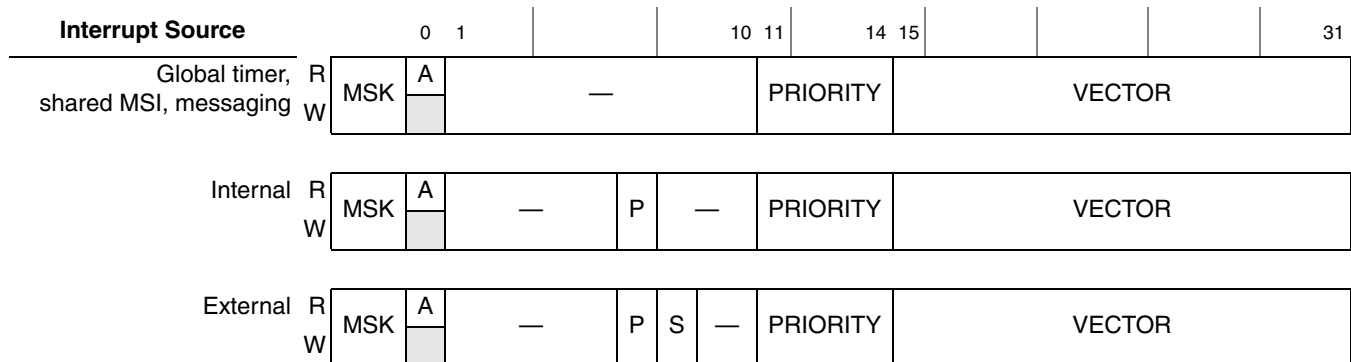 Interrupt Source 0 1 10 11 14 15 31
Global timer, R MSK A — PRIORITY VECTOR
shared MSI, messaging W
Internal R MSK A — P — PRIORITY VECTOR
W
External R MSK A — P S — PRIORITY VECTOR
W